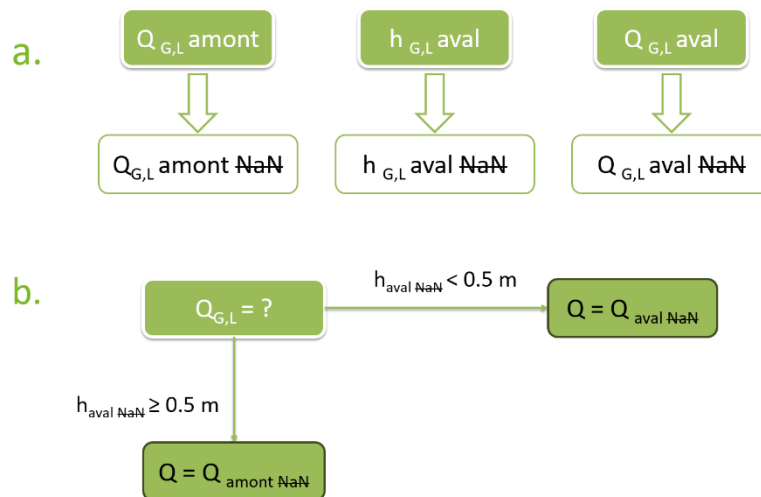 a.
Q G,L amont
h G,L aval
Q G,L aval
QG,L amont NaN
h G,L aval NaN
Q G,L aval NaN
b.
QG,L = ?
haval NaN < 0.5 m
Q = Q aval NaN
haval NaN ≥ 0.5 m
Q = Q amont NaN